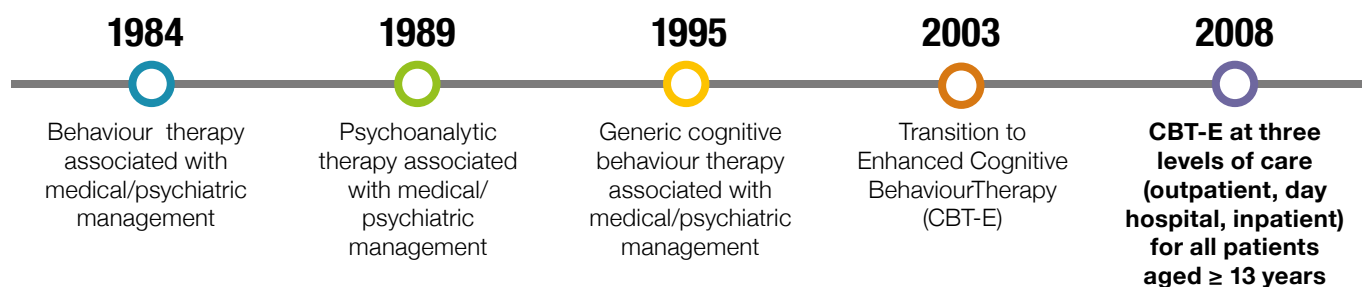 1984
Behaviour therapy
associated with
medical/psychiatric
management
1989
Psychoanalytic
therapy associated
with medical/
psychiatric
management
1995
Generic cognitive
behaviour therapy
associated with
medical/psychiatric
management
2003
Transition to
Enhanced Cognitive
BehaviourTherapy
(CBT-E)
2008
CBT-E at three
levels of care
(outpatient, day
hospital, inpatient)
for all patients
aged ≥ 13 years